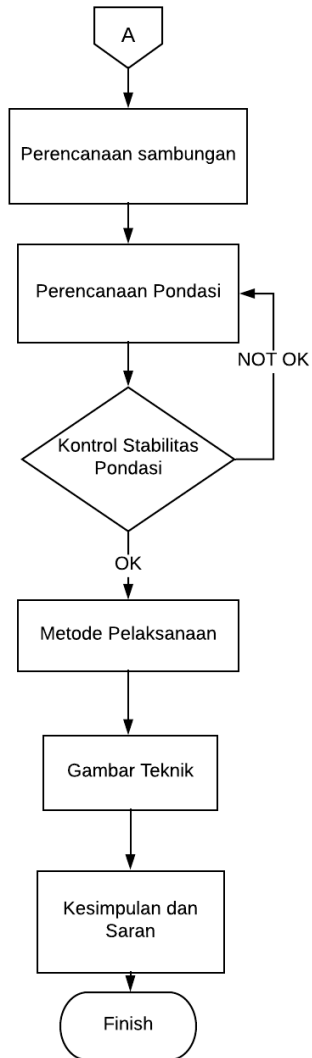 A
Perencanaan sambungan
Perencanaan Pondasi
NOT OK
Kontrol Stabilitas
Pondasi
OK
Metode Pelaksanaan
Gambar Teknik
Kesimpulan dan
Saran
Finish